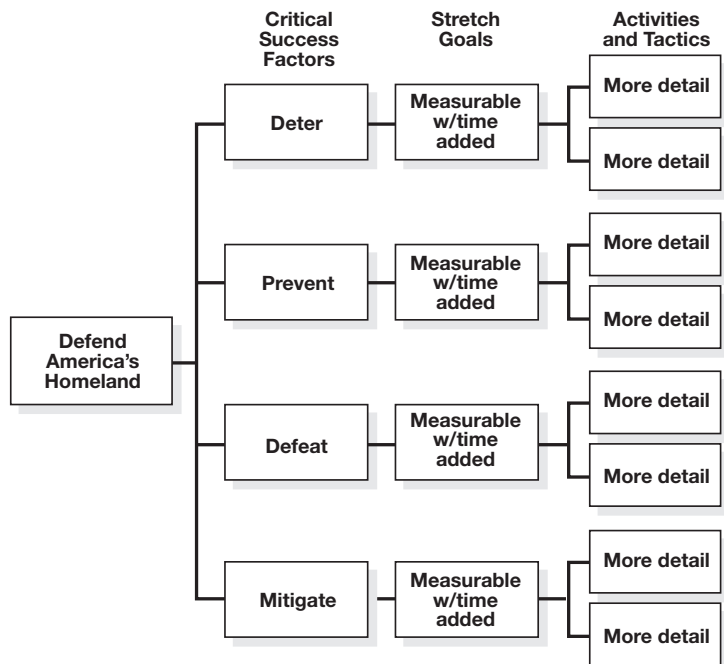 Critical
Success
Factors
Stretch
Goals
Activities
and Tactics
Deter
Measurable
w/time
added
More detail
More detail
Prevent
Measurable
w/time
added
More detail
More detail
Defend
America’s
Homeland
Defeat
Measurable
w/time
added
More detail
More detail
Mitigate
Measurable
w/time
added
More detail
More detail